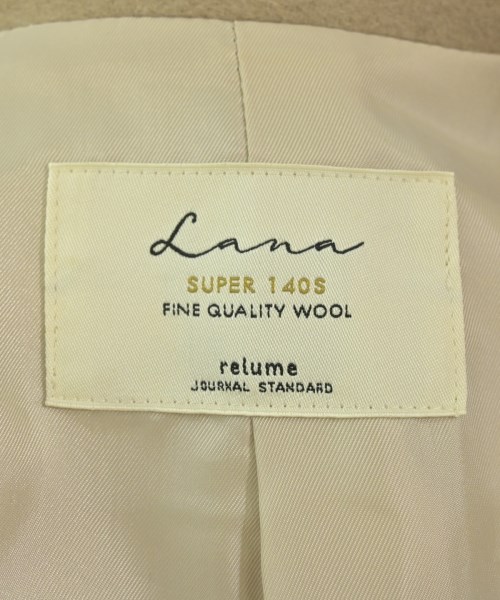 Lana
SUPER 140S
FINE QUALITY WOOL
relume
JOURNAL STANDARD